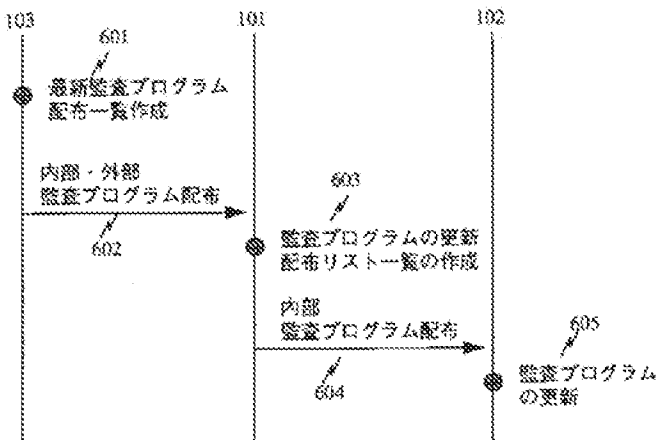 103
101
102
601
最新監査プログラム
配布一覧作成
内部・外部
監査プログラム配布
602
603
監査プログラムの更新
配布リスト一覧の作成
内部
監査プログラム配布
604
605
監査プログラム
の更新